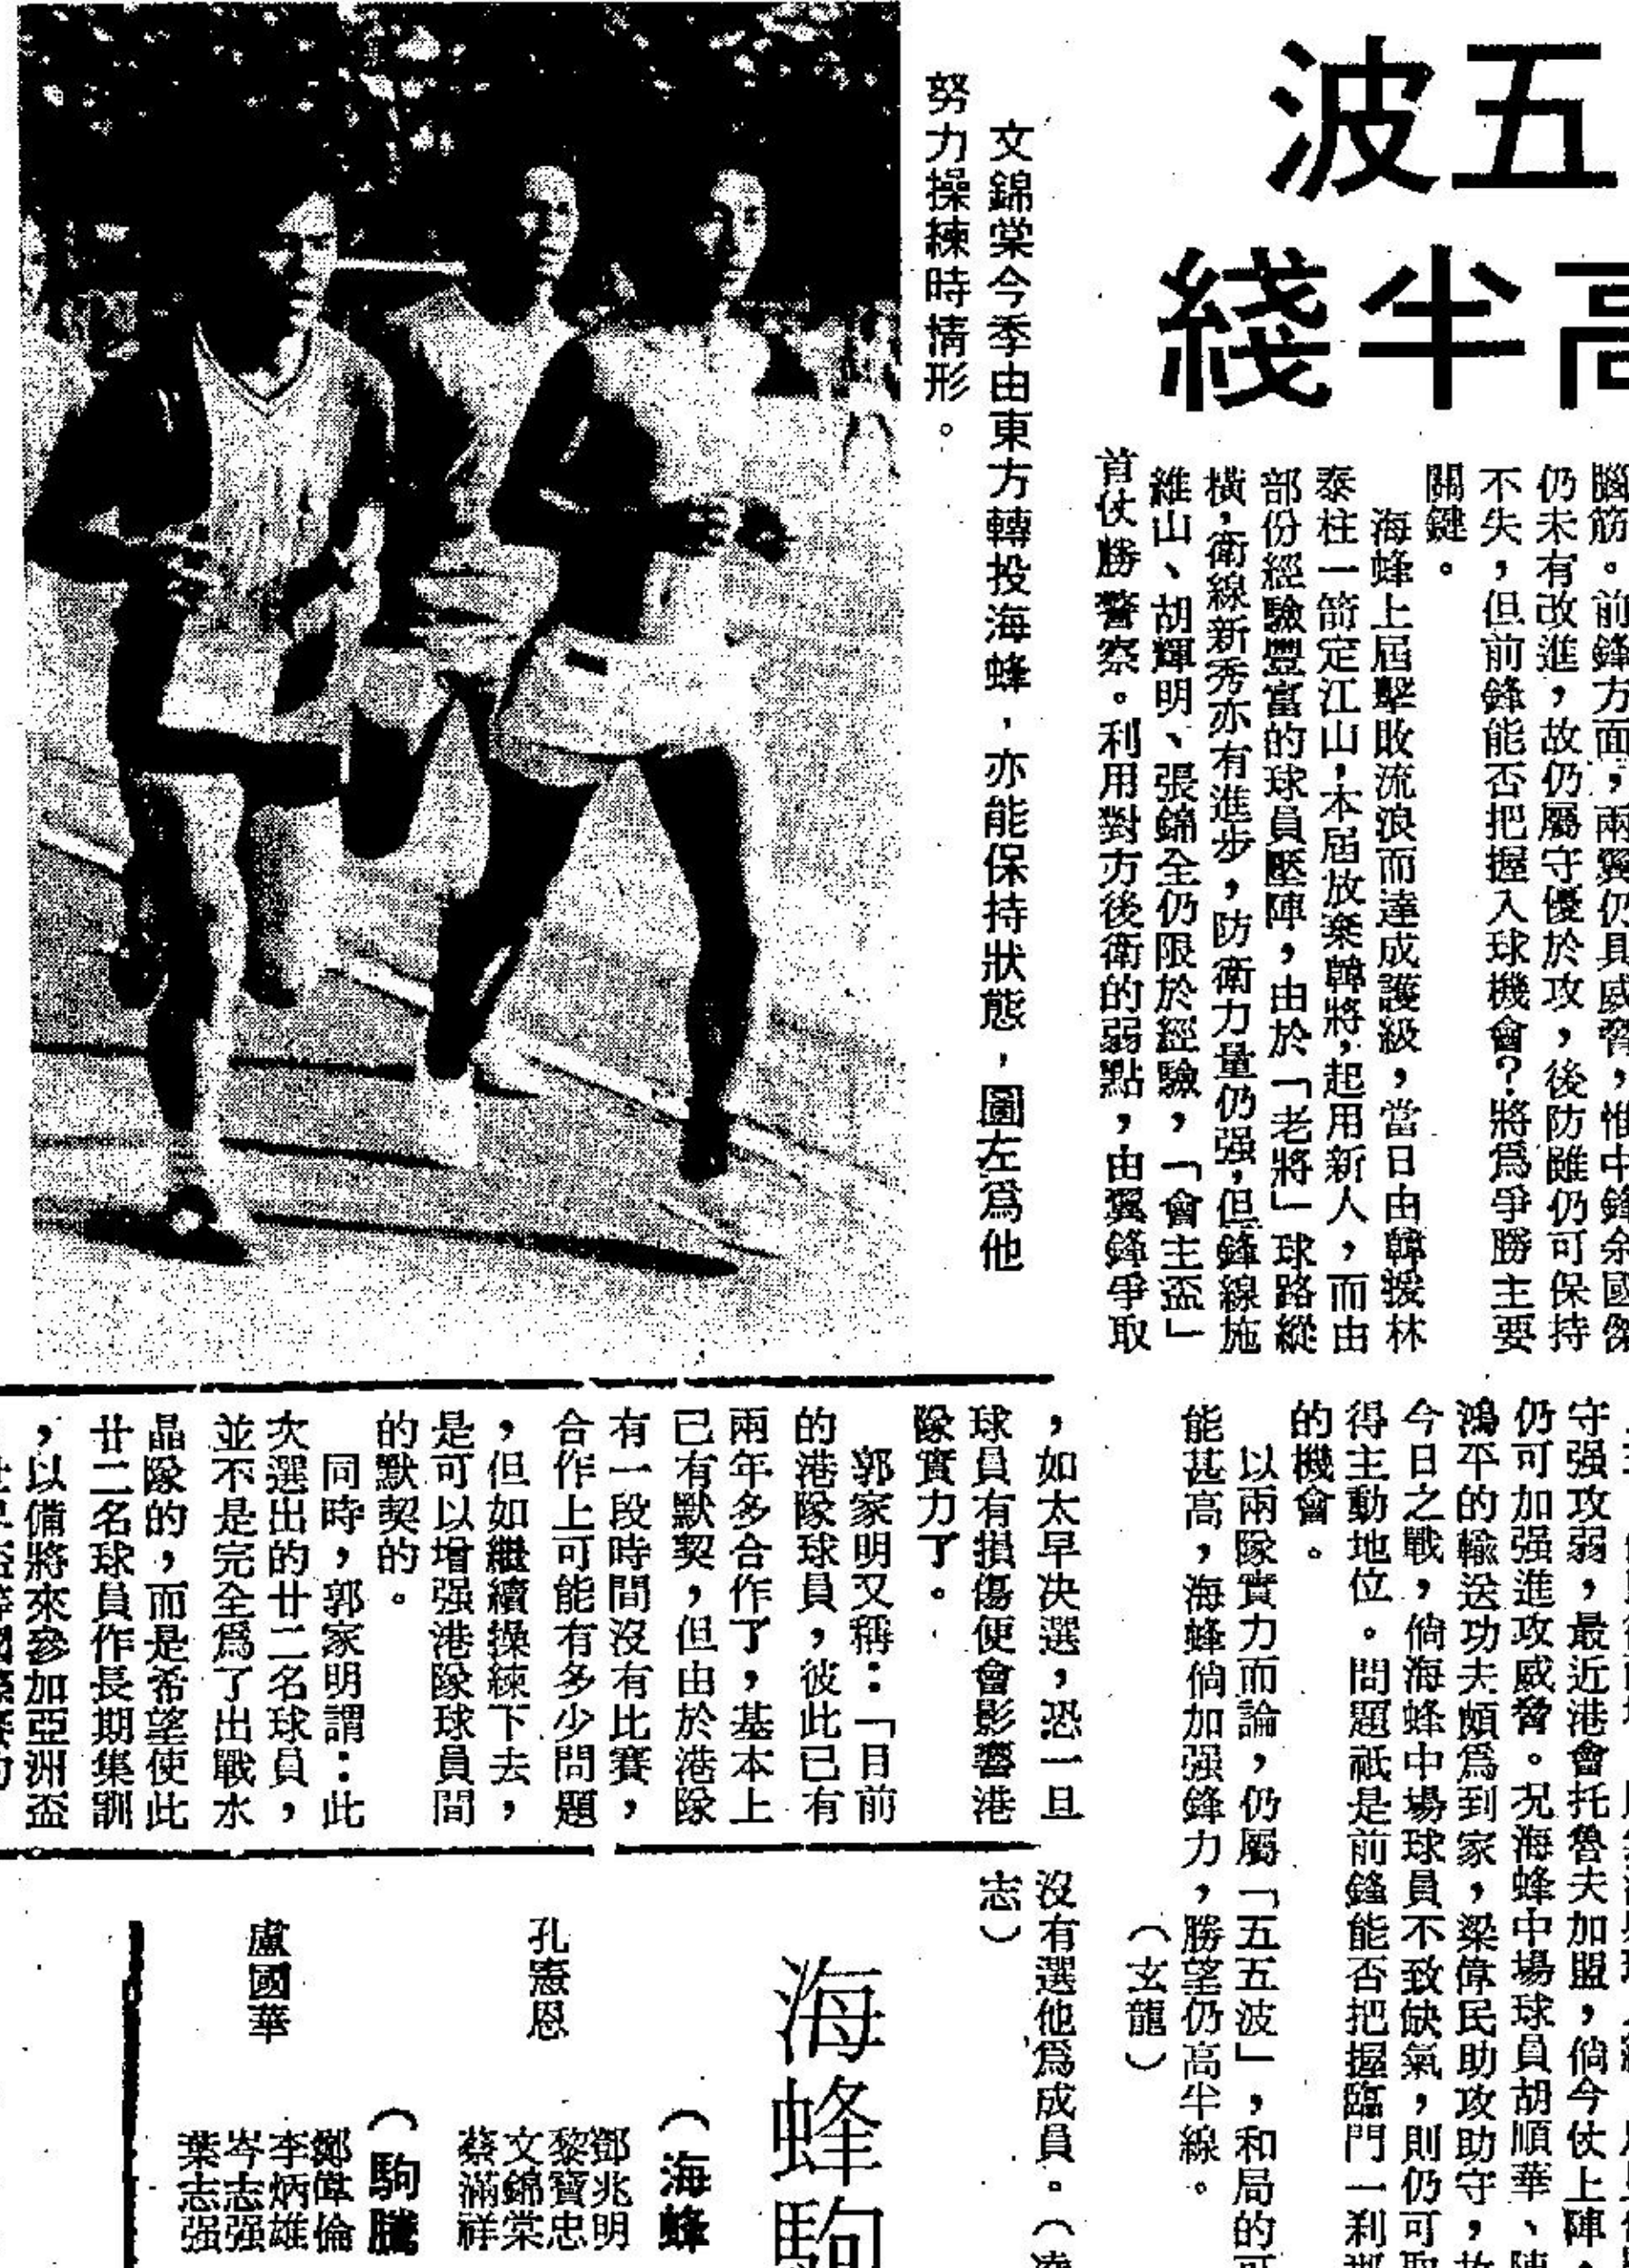 波五
綫半高
文錦棠今季由東方轉投海蜂，亦能保持狀態，圖左為他
努力操練時情形。
腦筋。前鋒方面，兩翼仍具威脅，惟中鋒余國傑
仍未有改進，故仍屬守優於攻，後防雖仍可保持
不失，但前鋒能否把握入球機會？將為爭勝主要
關鍵。
海蜂上屆擊敗流浪而達成護級，當日由韓援林
泰柱一箭定江山，本屆放棄韓將，起用新人，而由
部份經驗豐富的球員壓陣，由於「老將」球路縱
橫，衛線新秀亦有進步，防衛力量仍强，但鋒線施
維山、胡輝明、張錦全仍限於經驗，「會主盃」
首仗勝警察。利用對方後衛的弱點，由翼鋒爭取
守强攻弱，最近港會托魯夫加盟，倘今仗上陣，
仍可加强進攻威脅。况海蜂中場球員胡順華、陳
鴻平的輸送功夫頗為到家，梁偉民助攻助守，故
今日之戰，倘海蜂中場球員不致缺氣，則仍可取
得主動地位。問題祇是前鋒能否把握臨門一刹那
的機會。
以兩隊實力而論，仍屬「五五波」，和局的可
能甚高，海蜂倘加强鋒力，勝望仍高半線。
（玄龍）
，如太早决選，恐一旦
球員有損傷便會影響港
隊實力了。
郭家明又稱：「目前
的港隊球員，彼此已有
兩年多合作了，基本上
已有默契，但由於港隊
有一段時間沒有比賽，
合作上可能有多少問題
，但如繼續操練下去，
是可以增强港隊球員間
的默契的。
同時，郭家明謂：此
次選出的廿二名球員，
並不是完全為了出戰水
晶隊的，而是希望使此
廿二名球員作長期集訓
，以備將來參加亞洲盃
沒有選他為成員。（凌
志）
海蜂駒
（海蜂
鄧兆明
黎寶忠
文錦棠
蔡滿祥
孔憲恩
（駒騰
鄭偉倫
李炳雄
岑志强
葉志强
盧國華